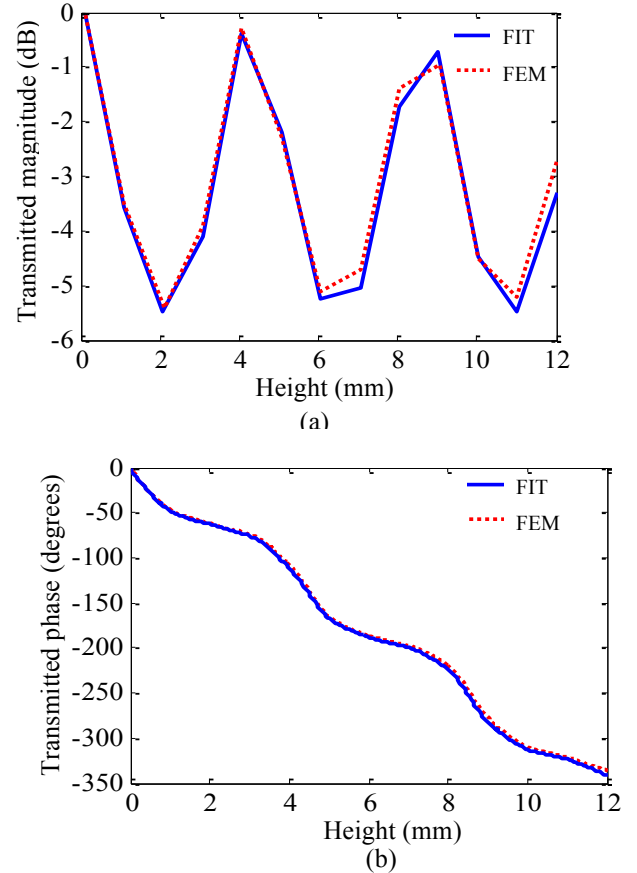 0
-1
-2
-3
-4
-5
-6
Transmitted magnitude (dB)
FIT
FEM
0 2 4 6 8 10 12
Height (mm)
(a)
0
-50
-100
-150
-200
-250
-300
-350
Transmitted phase (degrees)
FIT
FEM
0 2 4 6 8 10 12
Height (mm)
(b)